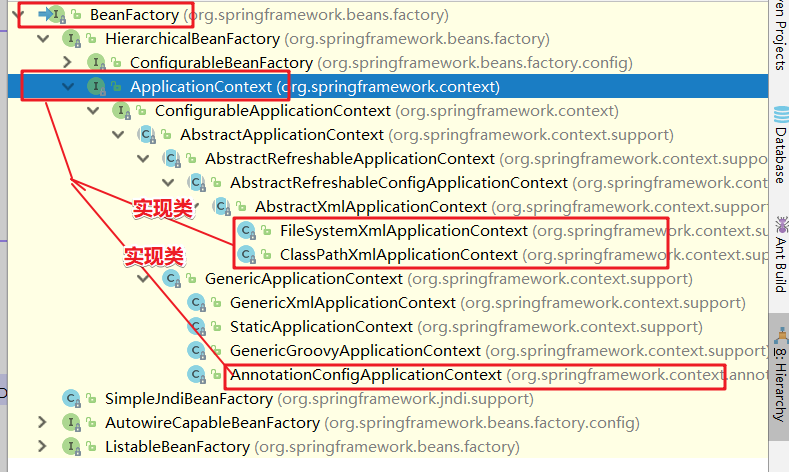 BeanFactory (org.springframework.beans.factory)
HierarchicalBeanFactory (org.springframework.beans.factory)
ConfigurableBeanFactory (org.springframework.beans.factory.config)
ApplicationContext (org.springframework.context)
ConfigurableApplicationContext (org.springframework.context)
AbstractApplicationContext (org.springframework.context.support)
AbstractRefreshableApplicationContext (org.springframework.context.suppo
AbstractRefreshableConfigApplicationContext (org.springframework.co
AbstractXmlApplicationContext (org.springframework.context.supp
实现类
FileSystemXmlApplicationContext (org.springframework.context.su
实现类
ClassPathXmlApplicationContext (org.springframework.context.su
GenericApplicationContext (org.springframework.context.support)
GenericXmlApplicationContext (org.springframework.context.support)
StaticApplicationContext (org.springframework.context.support)
GenericGroovyApplicationContext (org.springframework.context.support)
AnnotationConfigApplicationContext (org.springframework.context.annot
SimpleJndiBeanFactory (org.springframework.jndi.support)
AutowireCapableBeanFactory (org.springframework.beans.factory.config)
ListableBeanFactory (org.springframework.beans.factory)
ven Projects
Database
Ant Build
8: Hierarchy